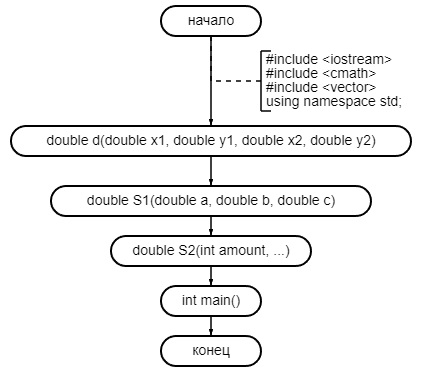 начало
#include <iostream>
#include <cmath>
#include <vector>
using namespace std;
double d(double x1, double y1, double x2, double y2)
double S1(double a, double b, double c)
double S2(int amount, ...)
int main()
конец